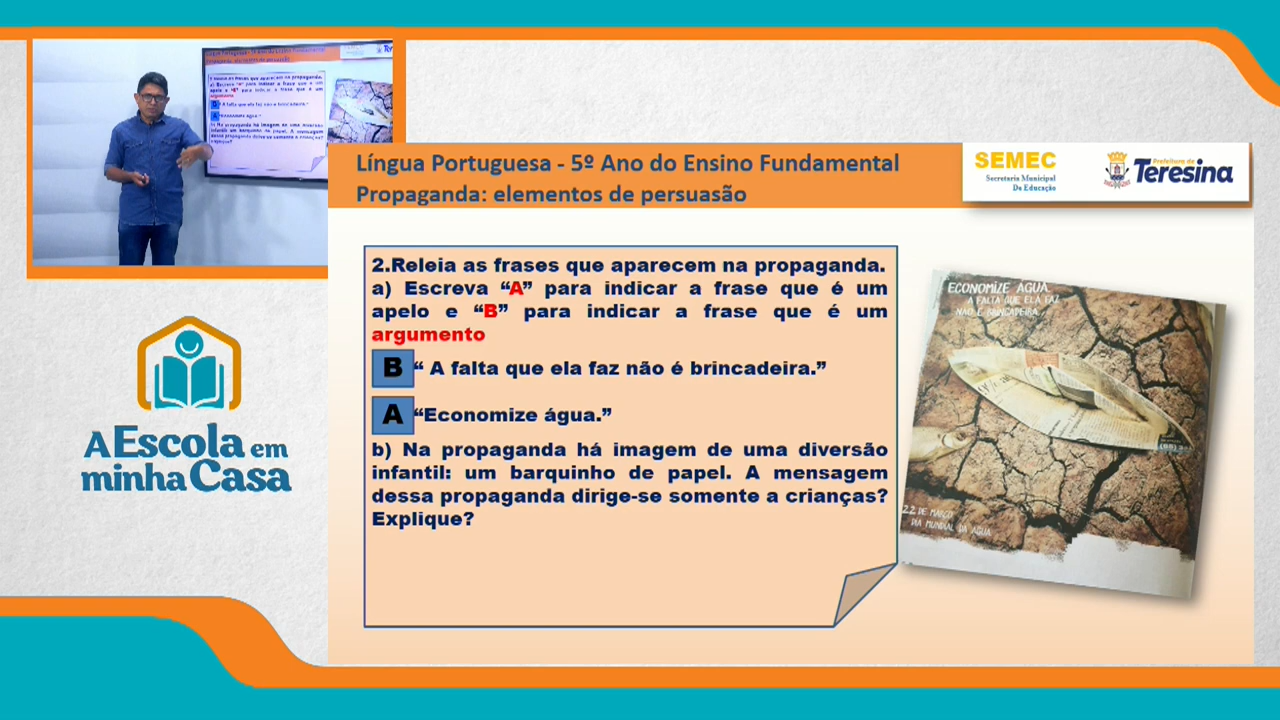 Língua Portuguesa - 5º Ano do Ensino Fundamental
Propaganda: elementos de persuasão
SEMEC
Secretaria Municipal
De Educação
Prefeitura de
Teresina
2.Releia as frases que aparecem na propaganda.
a) Escreva “A” para indicar a frase que é um
apelo e “B” para indicar a frase que é um
argumento
B “ A falta que ela faz não é brincadeira.”
A “Economize água.”
b) Na propaganda há imagem de uma diversão
infantil: um barquinho de papel. A mensagem
dessa propaganda dirige-se somente a crianças?
Explique?
ECONOMIZE ÁGUA.
A FALTA QUE ELA FAZ
NÃO É BRINCADEIRA.
22 DE MARÇO
DIA MUNDIAL DA ÁGUA
A Escola em
minha Casa